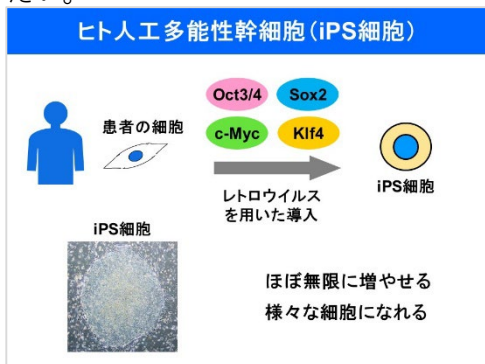 たい。
ヒト人工多能性幹細胞（iPS細胞）
Oct3/4 Sox2
患者の細胞
c-Myc Klf4
レトロウイルス
を用いた導入
iPS細胞
iPS細胞
ほぼ無限に増やせる
様々な細胞になれる